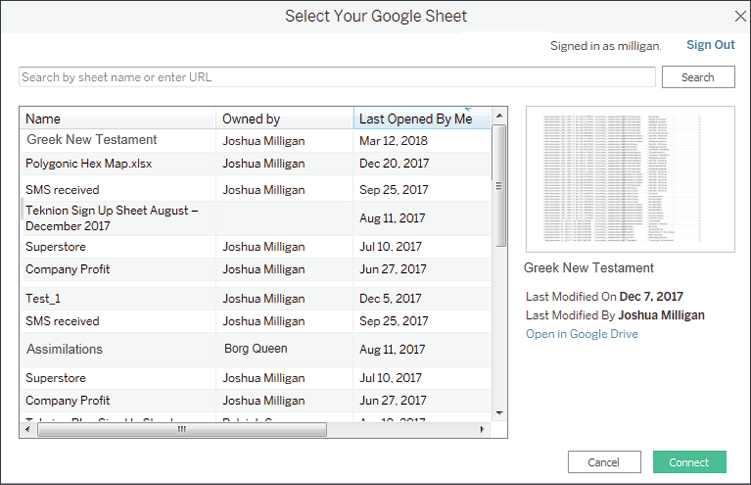 Select Your Google Sheet
Signed in as milligan.
Sign Out
Search by sheet name or enter URL
Search
Name Owned by Last Opened By Me
Greek New Testament Joshua Milligan Mar 12, 2018
Polygonic Hex Map.xlsx Joshua Milligan Dec 20, 2017
SMS received Joshua Milligan Sep 25, 2017
Teknion Sign Up Sheet August –
December 2017 Aug 11, 2017
Superstore Joshua Milligan Jul 10, 2017
Company Profit Joshua Milligan Jun 27, 2017
Test_1 Joshua Milligan Dec 5, 2017
SMS received Joshua Milligan Sep 25, 2017
Assimilations Borg Queen Aug 11, 2017
Superstore Joshua Milligan Jul 10, 2017
Company Profit Joshua Milligan Jun 27, 2017
Greek New Testament
Last Modified On Dec 7, 2017
Last Modified By Joshua Milligan
Open in Google Drive
Cancel
Connect